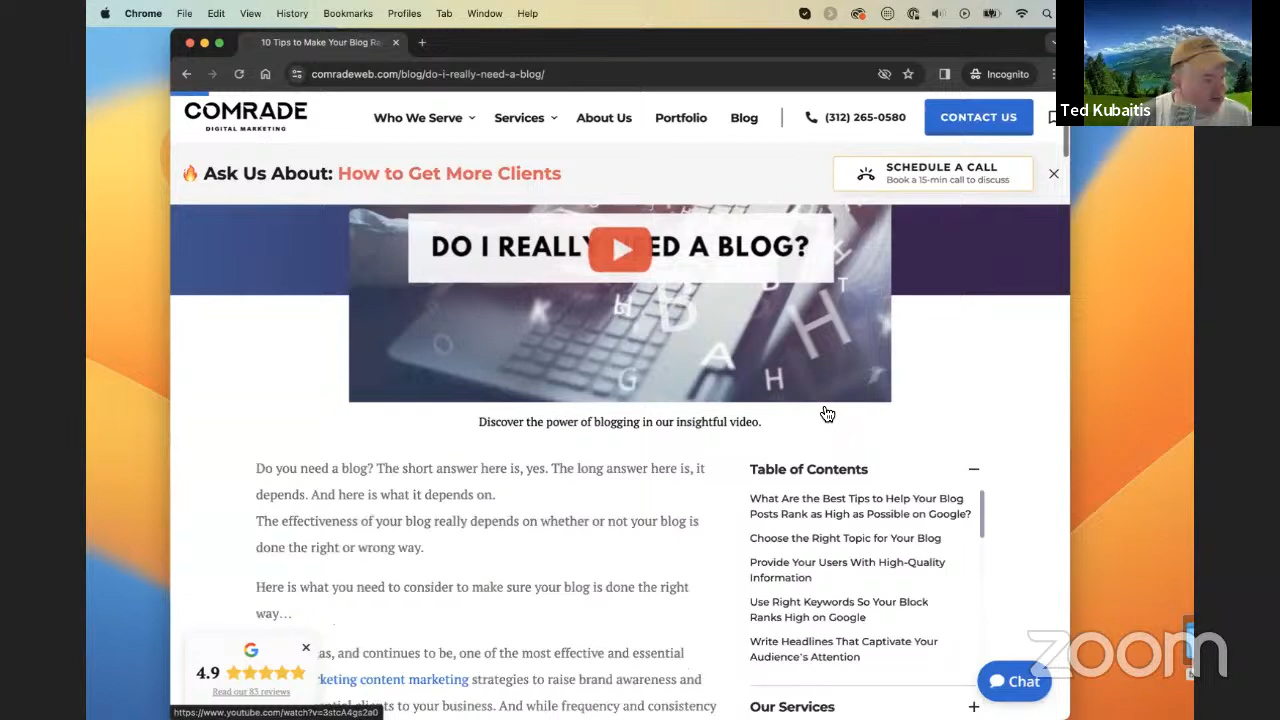 Chrome File Edit View History Bookmarks Profiles Tab Window Help
10 Tips to Make Your Blog Ra
comradeweb.com/blog/do-i-really-need-a-blog/
Incognito
Ted Kubaitis
COMRADE
DIGITAL MARKETING
Who We Serve Services About Us Portfolio Blog (312) 265-0580 CONTACT US
Ask Us About: How to Get More Clients
SCHEDULE A CALL
Book a 15-min call to discuss
DO I REALLY ED A BLOG?
Discover the power of blogging in our insightful video.
Do you need a blog? The short answer here is, yes. The long answer here is, it
depends. And here is what it depends on.
The effectiveness of your blog really depends on whether or not your blog is
done the right or wrong way.
Here is what you need to consider to make sure your blog is done the right
way…
as, and continues to be, one of the most effective and essential
keting content marketing strategies to raise brand awareness and
clients to your business. And while frequency and consistency
Table of Contents
What Are the Best Tips to Help Your Blog
Posts Rank as High as Possible on Google?
Choose the Right Topic for Your Blog
Provide Your Users With High-Quality
Information
Use Right Keywords So Your Block
Ranks High on Google
Write Headlines That Captivate Your
Audience's Attention
Our Services
4.9
Read our 83 reviews
Chat
https://www.youtube.com/watch?v=3stcA4gs2a0
zoom